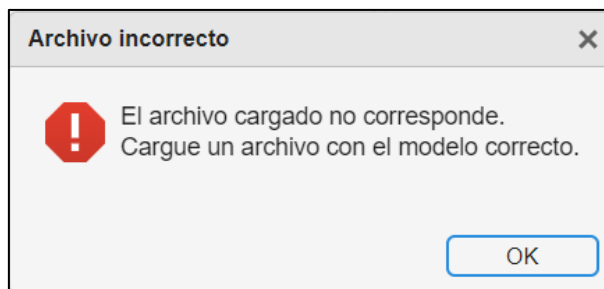 Archivo incorrecto
El archivo cargado no corresponde.
Cargue un archivo con el modelo correcto.
OK